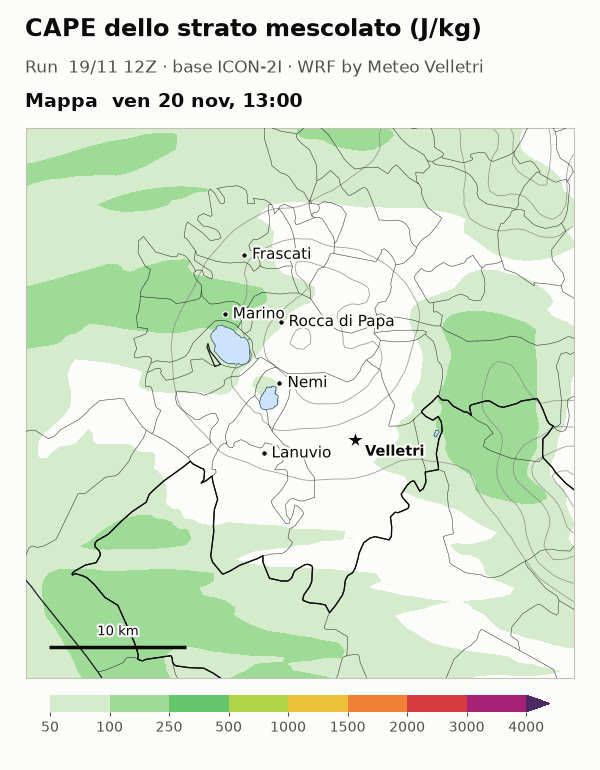 CAPE dello strato mescolato (J/kg)
Run  19/11 12Z · base ICON-2I · WRF by Meteo Velletri
Mappa  ven 20 nov, 13:00
Frascati
Marino
Rocca di Papa
Nemi
Velletri
Lanuvio
10 km
50 100 250 500 1000 1500 2000 3000 4000